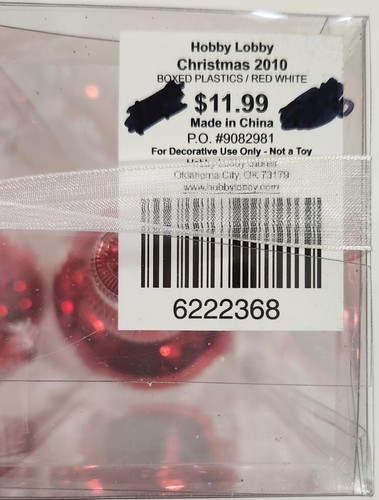 Hobby Lobby
Christmas 2010
BOXED PLASTICS / RED WHITE
$11.99
Made in China
P.O. #9082981
For Decorative Use Only - Not a Toy
Hobby Lobby Stores
Oklahoma City, OK 73179
www.hobbylobby.com
6222368